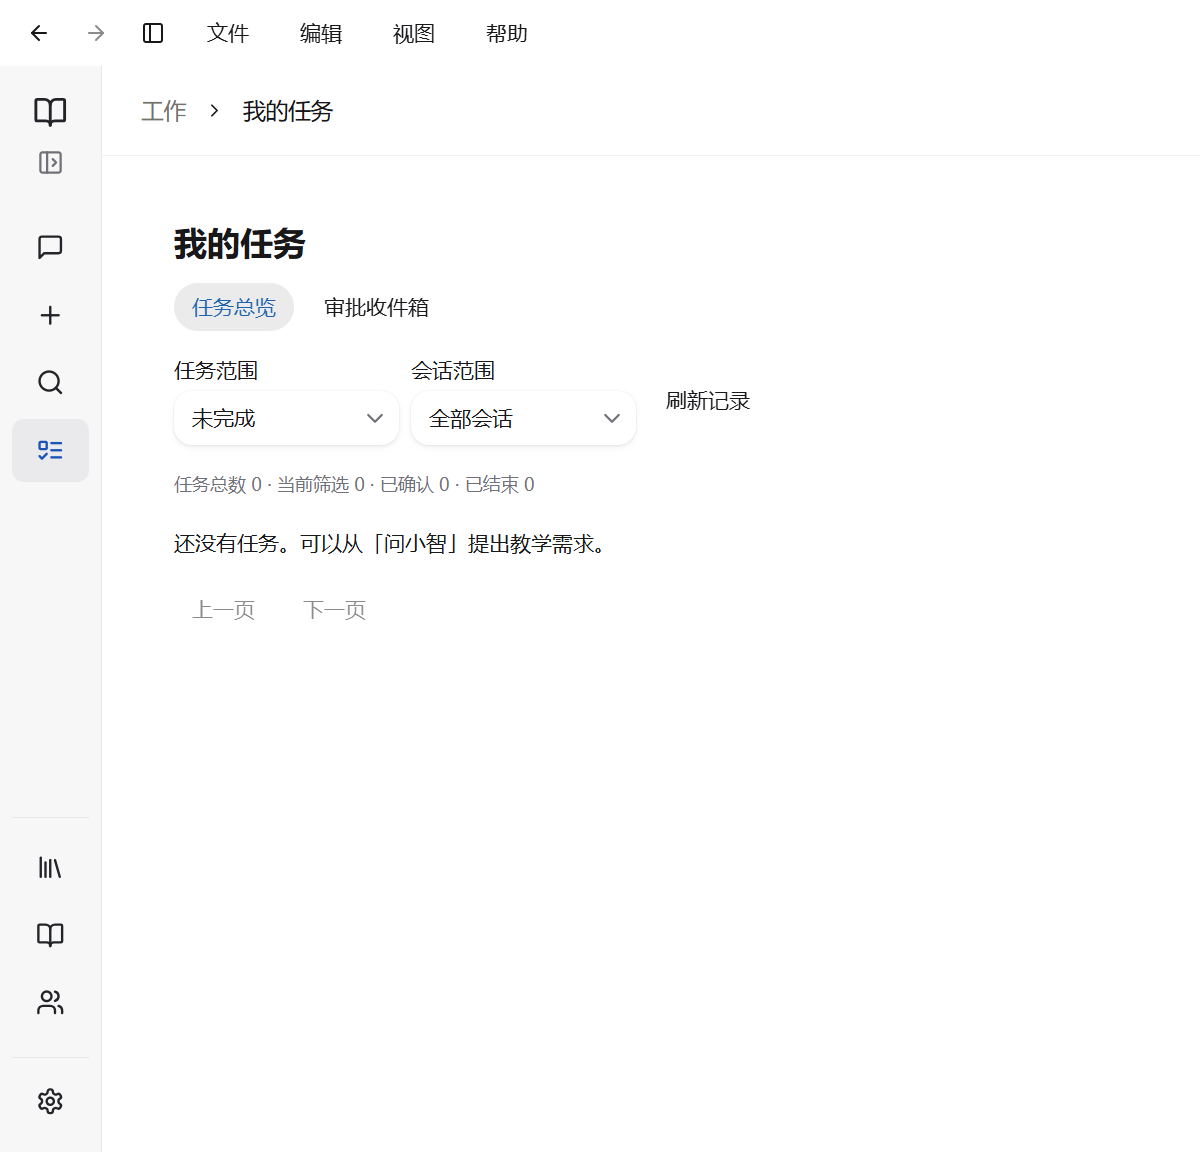 文件 编辑 视图 帮助
工作 > 我的任务
我的任务
任务总览 审批收件箱
任务范围 会话范围
未完成 全部会话 刷新记录
任务总数 0 · 当前筛选 0 · 已确认 0 · 已结束 0
还没有任务。可以从「问小智」提出教学需求。
上一页 下一页